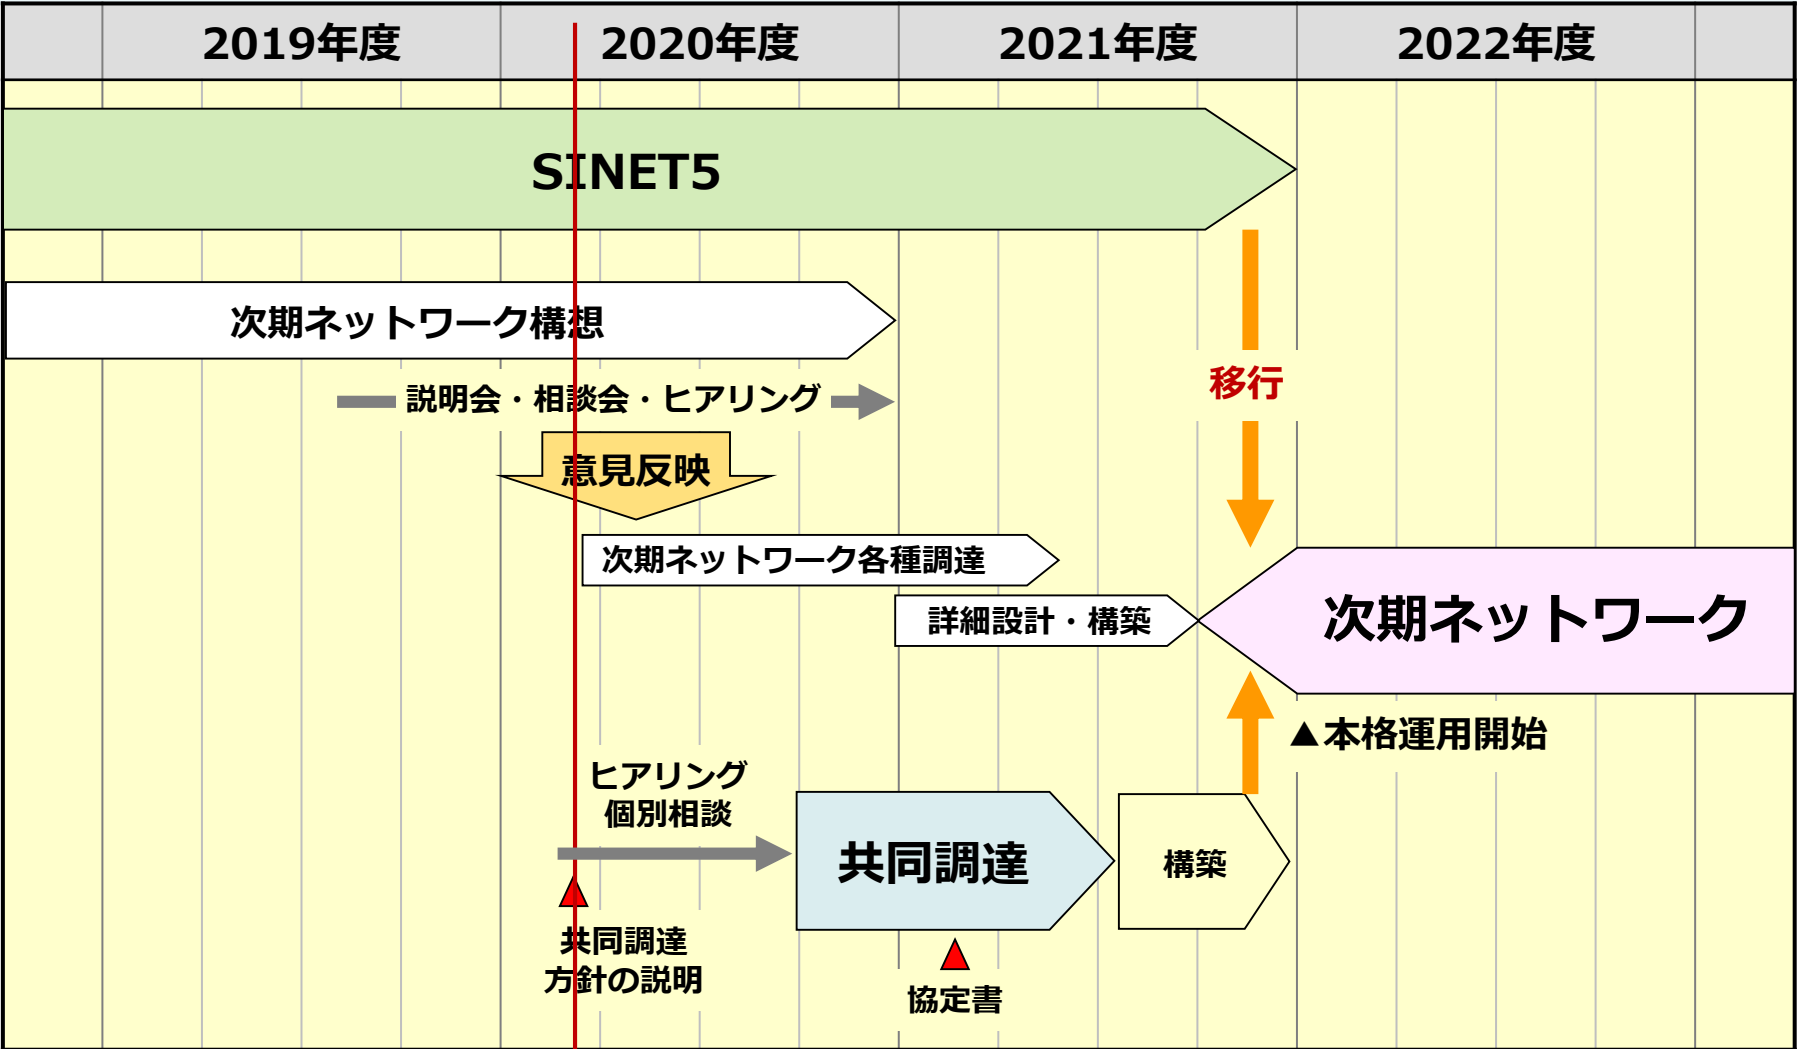 2019年度
2020年度
2021年度
2022年度
SINET5
次期ネットワーク構想
説明会・相談会・ヒアリング
移行
意見反映
次期ネットワーク各種調達
詳細設計・構築
次期ネットワーク
▲本格運用開始
ヒアリング
個別相談
共同調達
構築
共同調達
方針の説明
協定書